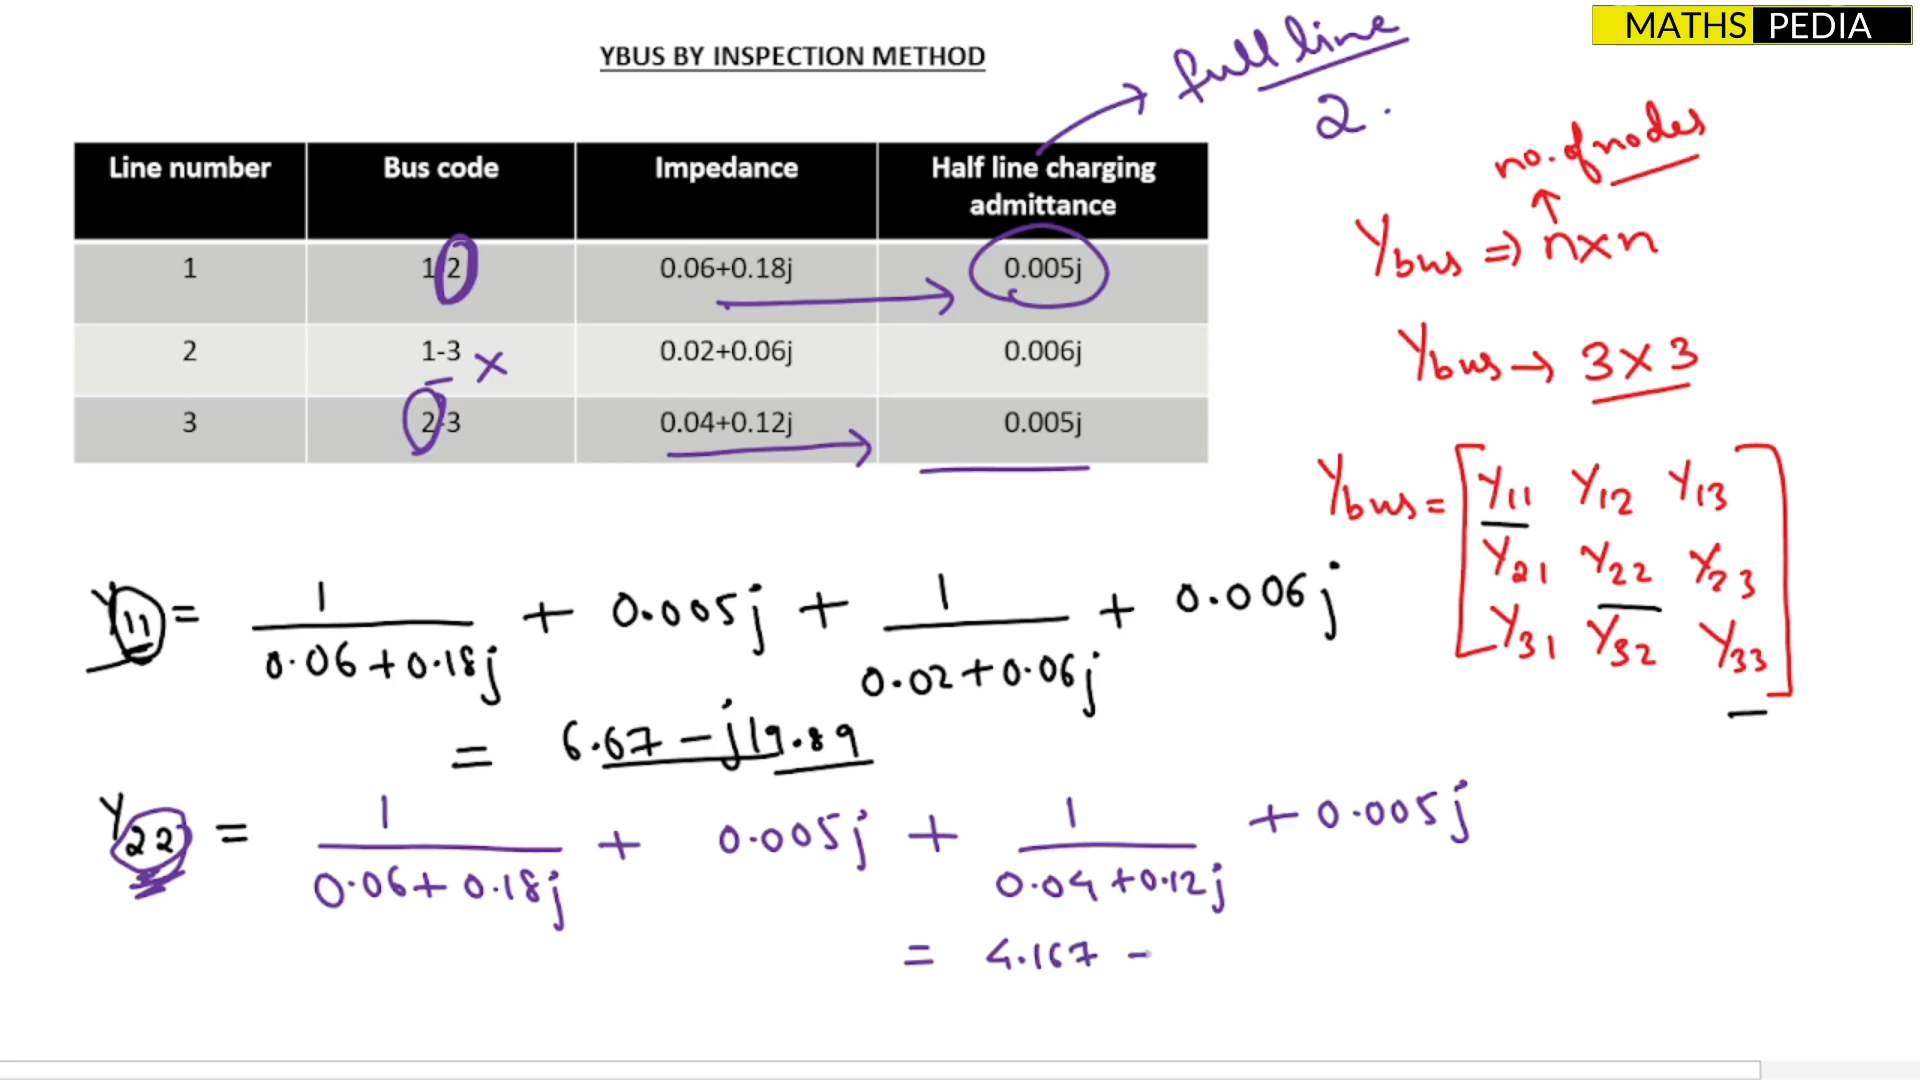 MATHS PEDIA
YBUS BY INSPECTION METHOD
full line
2.
Line number Bus code Impedance Half line charging admittance
1 1-2 0.06+0.18j 0.005j
2 1-3 0.02+0.06j 0.006j
3 2-3 0.04+0.12j 0.005j
no. of nodes
Ybus => n×n
Ybus → 3×3
Ybus = [ Y11 Y12 Y13
Y21 Y22 Y23
Y31 Y32 Y33 ]
Y11 = 1/(0.06+0.18j) + 0.005j + 1/(0.02+0.06j) + 0.006j
= 6.67 - j19.89
Y22 = 1/(0.06+0.18j) + 0.005j + 1/(0.04+0.12j) + 0.005j
= 4.167 -